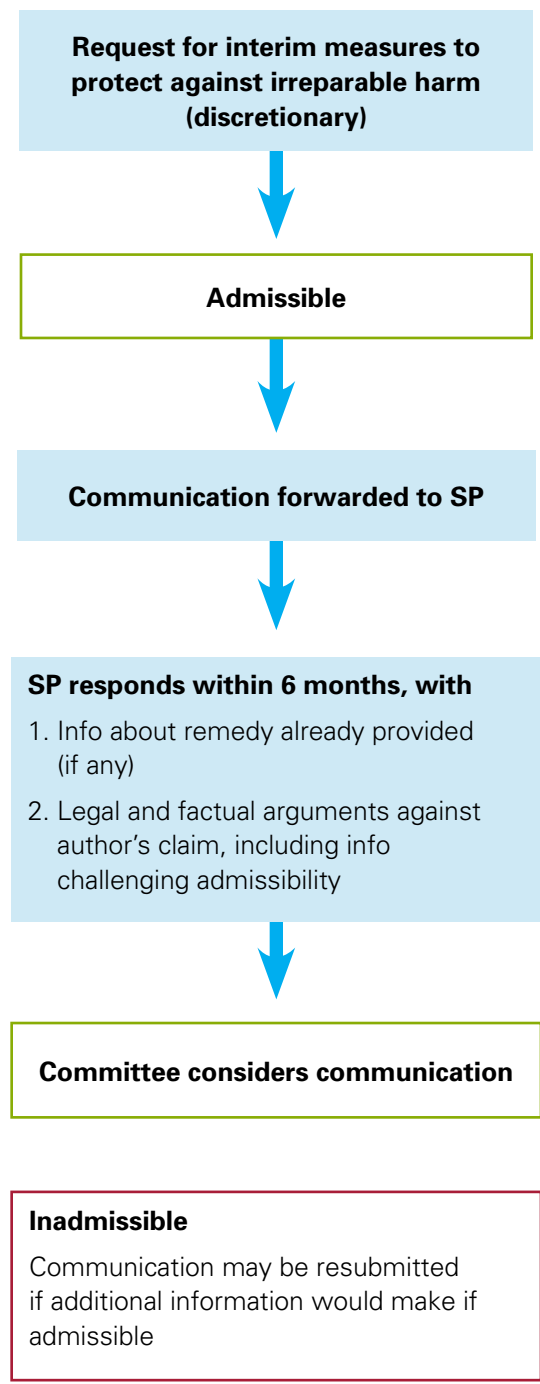 Request for interim measures to
protect against irreparable harm
(discretionary)
Admissible
Communication forwarded to SP
SP responds within 6 months, with
1. Info about remedy already provided
(if any)
2. Legal and factual arguments against
author's claim, including info
challenging admissibility
Committee considers communication
Inadmissible
Communication may be resubmitted
if additional information would make if
admissible